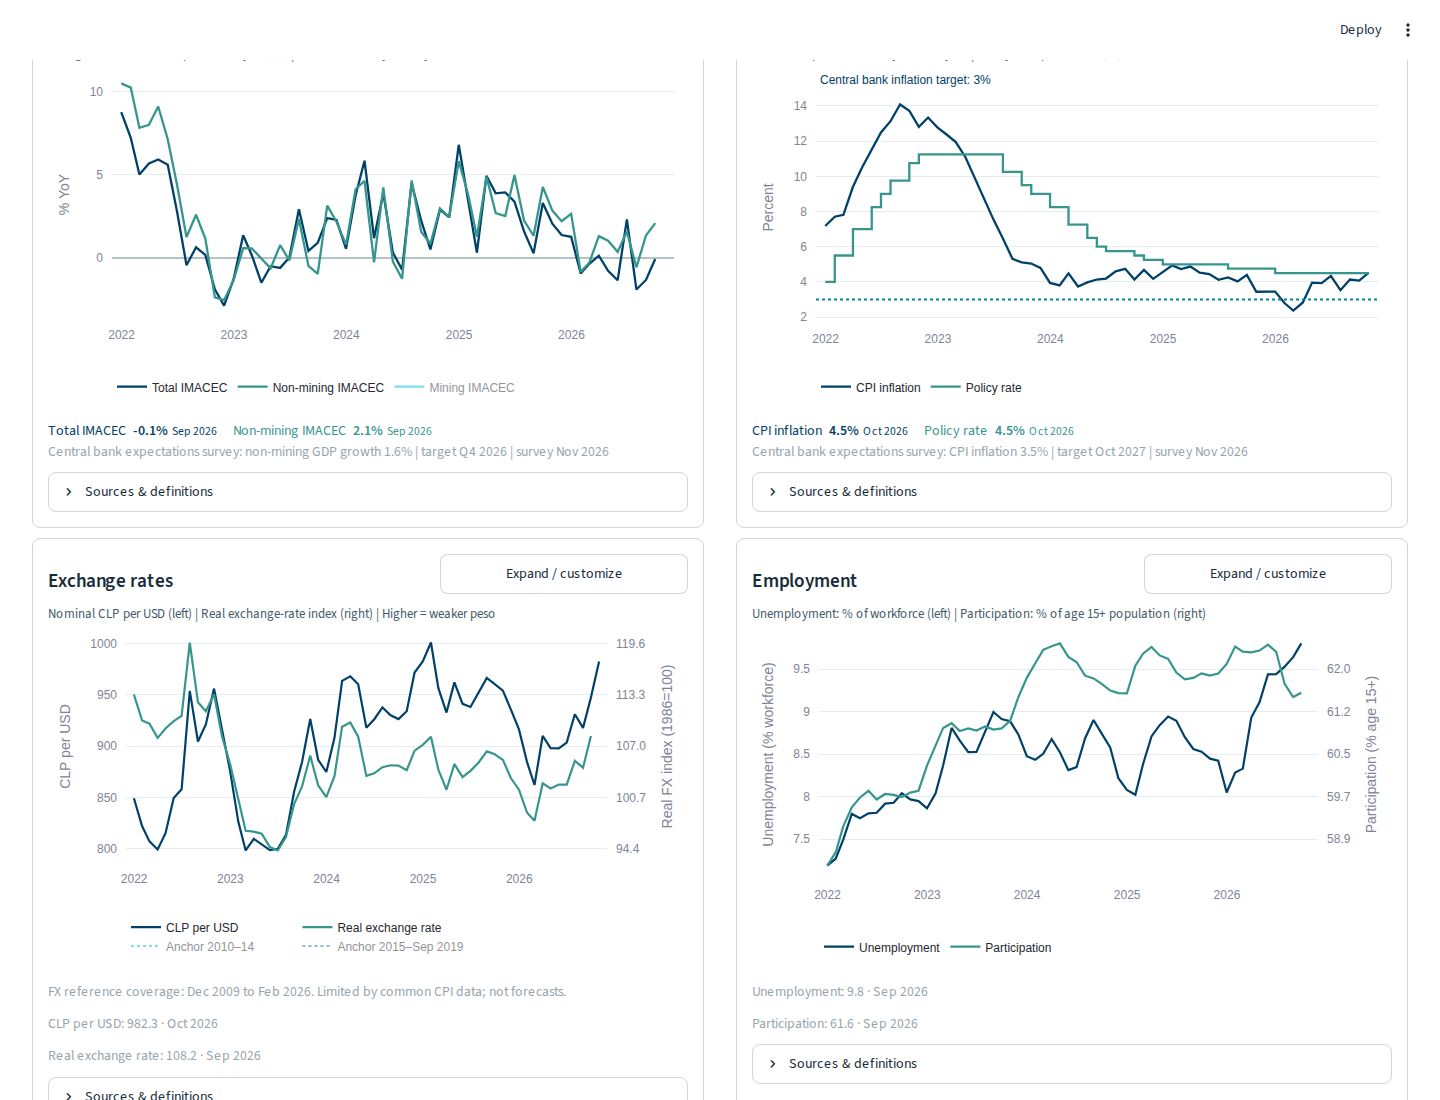 Deploy
10
5
0
% YoY
2022 2023 2024 2025 2026
Total IMACEC Non-mining IMACEC Mining IMACEC
Total IMACEC -0.1% Sep 2026 Non-mining IMACEC 2.1% Sep 2026
Central bank expectations survey: non-mining GDP growth 1.6% | target Q4 2026 | survey Nov 2026
Sources & definitions
Central bank inflation target: 3%
14
12
10
8
6
4
2
Percent
2022 2023 2024 2025 2026
CPI inflation Policy rate
CPI inflation 4.5% Oct 2026 Policy rate 4.5% Oct 2026
Central bank expectations survey: CPI inflation 3.5% | target Oct 2027 | survey Nov 2026
Sources & definitions
Exchange rates
Expand / customize
Nominal CLP per USD (left) | Real exchange-rate index (right) | Higher = weaker peso
1000 119.6
950 113.3
900 107.0
850 100.7
800 94.4
CLP per USD
Real FX index (1986=100)
2022 2023 2024 2025 2026
CLP per USD Real exchange rate
Anchor 2010–14 Anchor 2015–Sep 2019
FX reference coverage: Dec 2009 to Feb 2026. Limited by common CPI data; not forecasts.
CLP per USD: 982.3 · Oct 2026
Real exchange rate: 108.2 · Sep 2026
Sources & definitions
Employment
Expand / customize
Unemployment: % of workforce (left) | Participation: % of age 15+ population (right)
9.5 62.0
9 61.2
8.5 60.5
8 59.7
7.5 58.9
Unemployment (% workforce)
Participation (% age 15+)
2022 2023 2024 2025 2026
Unemployment Participation
Unemployment: 9.8 · Sep 2026
Participation: 61.6 · Sep 2026
Sources & definitions